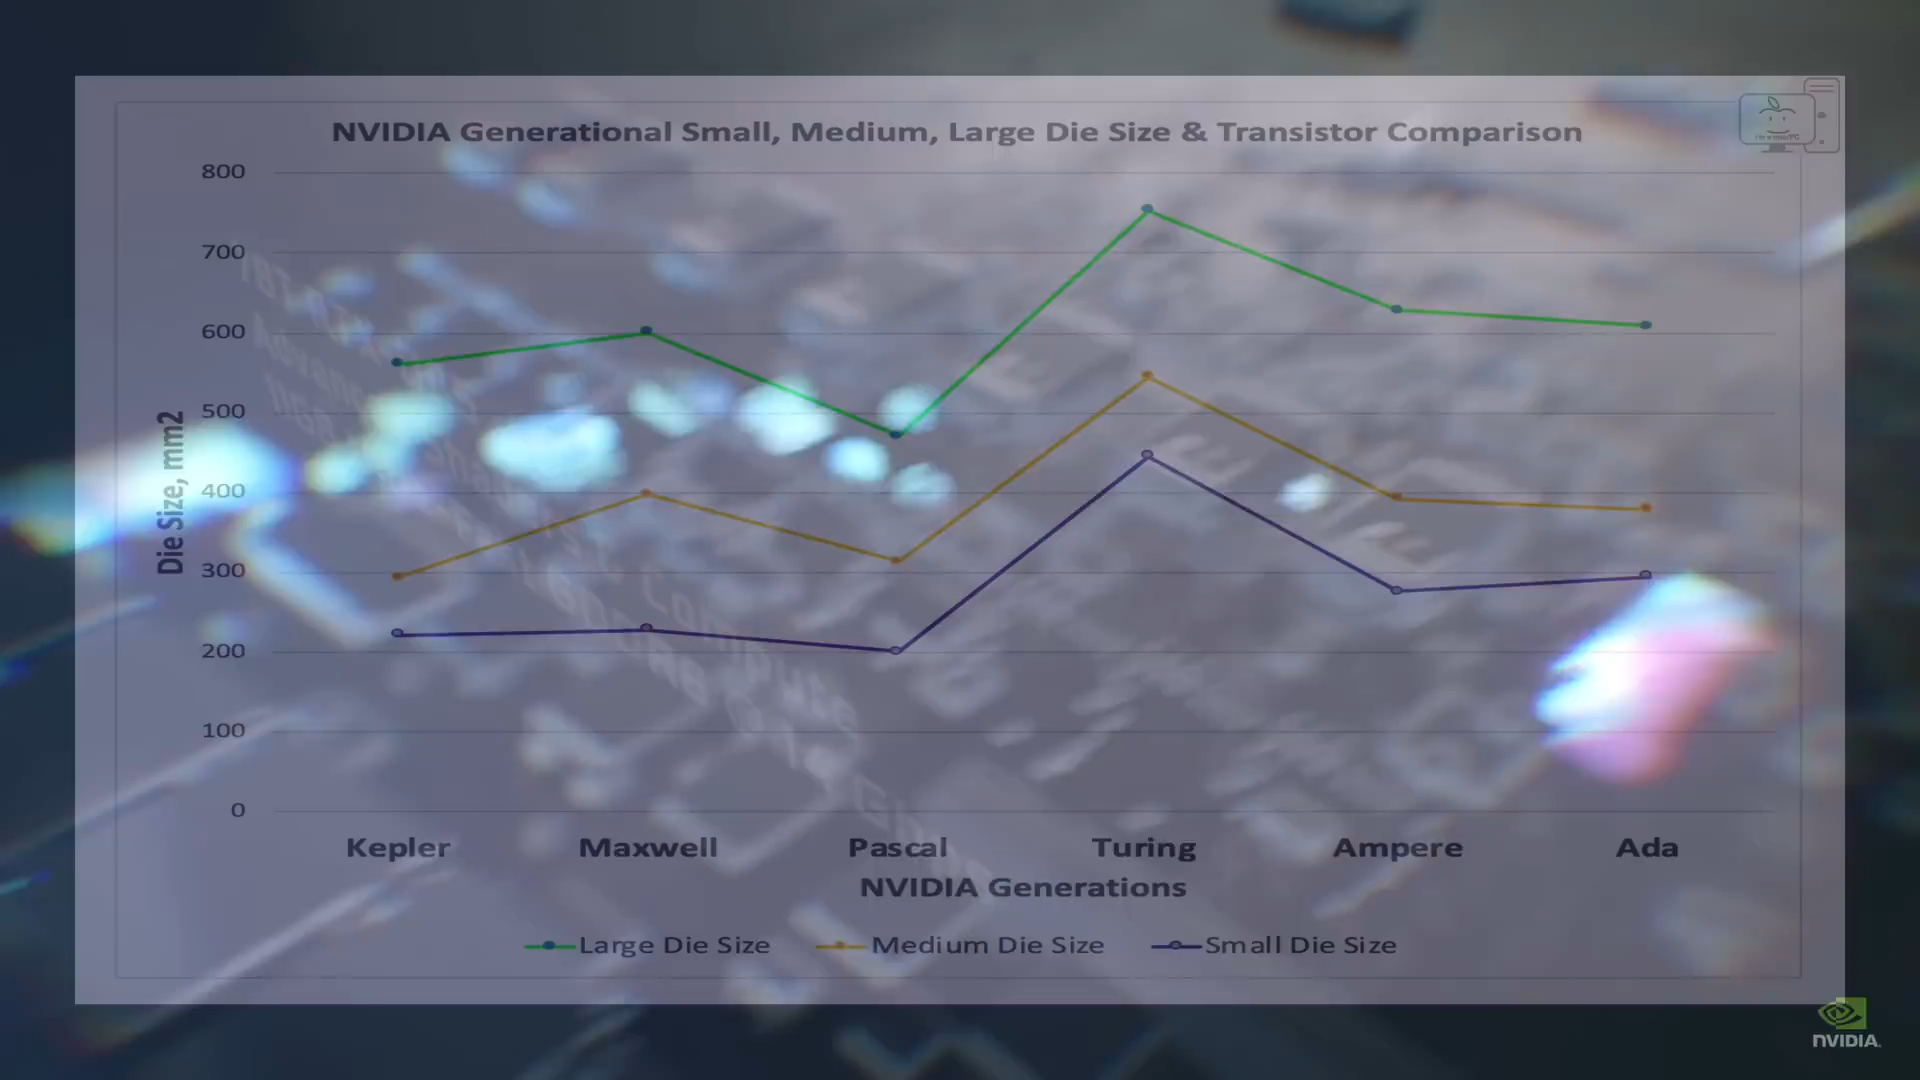 NVIDIA Generational Small, Medium, Large Die Size & Transistor Comparison
800
700
600
500
400
300
200
100
0
Die Size, mm2
Kepler Maxwell Pascal Turing Ampere Ada
NVIDIA Generations
Large Die Size Medium Die Size Small Die Size
Compute
NVIDIA